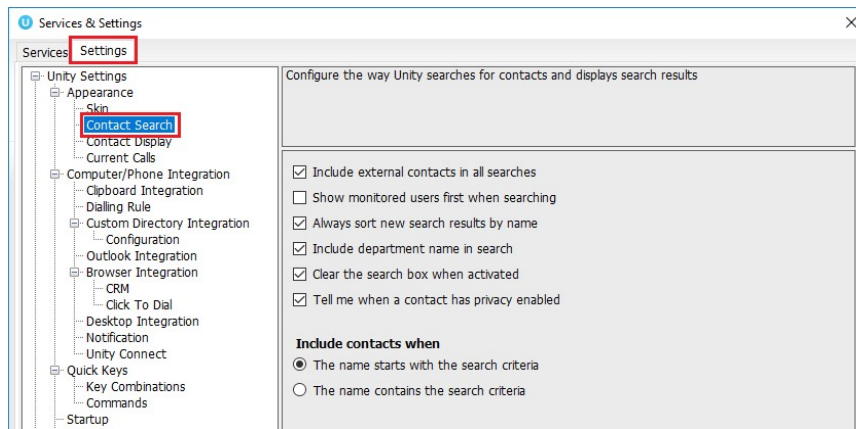 Services & Settings
Services
Settings
Unity Settings
Appearance
Skin
Contact Search
Contact Display
Current Calls
Computer/Phone Integration
Clipboard Integration
Dialling Rule
Custom Directory Integration
Configuration
Outlook Integration
Browser Integration
CRM
Click To Dial
Desktop Integration
Notification
Unity Connect
Quick Keys
Key Combinations
Commands
Startup
Configure the way Unity searches for contacts and displays search results
Include external contacts in all searches
Show monitored users first when searching
Always sort new search results by name
Include department name in search
Clear the search box when activated
Tell me when a contact has privacy enabled
Include contacts when
The name starts with the search criteria
The name contains the search criteria